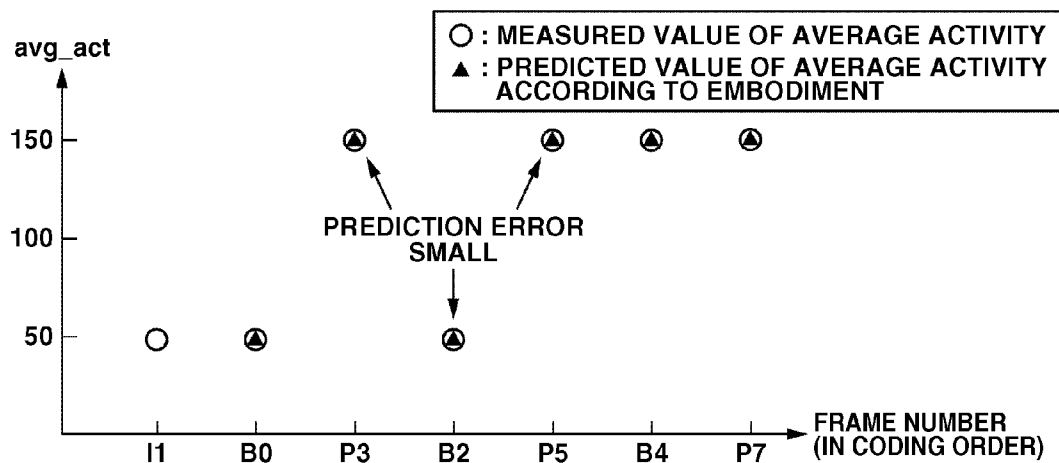 avg_act
○ : MEASURED VALUE OF AVERAGE ACTIVITY
▲ : PREDICTED VALUE OF AVERAGE ACTIVITY
ACCORDING TO EMBODIMENT
150
PREDICTION ERROR
SMALL
100
50
I1 B0 P3 B2 P5 B4 P7
FRAME NUMBER
(IN CODING ORDER)